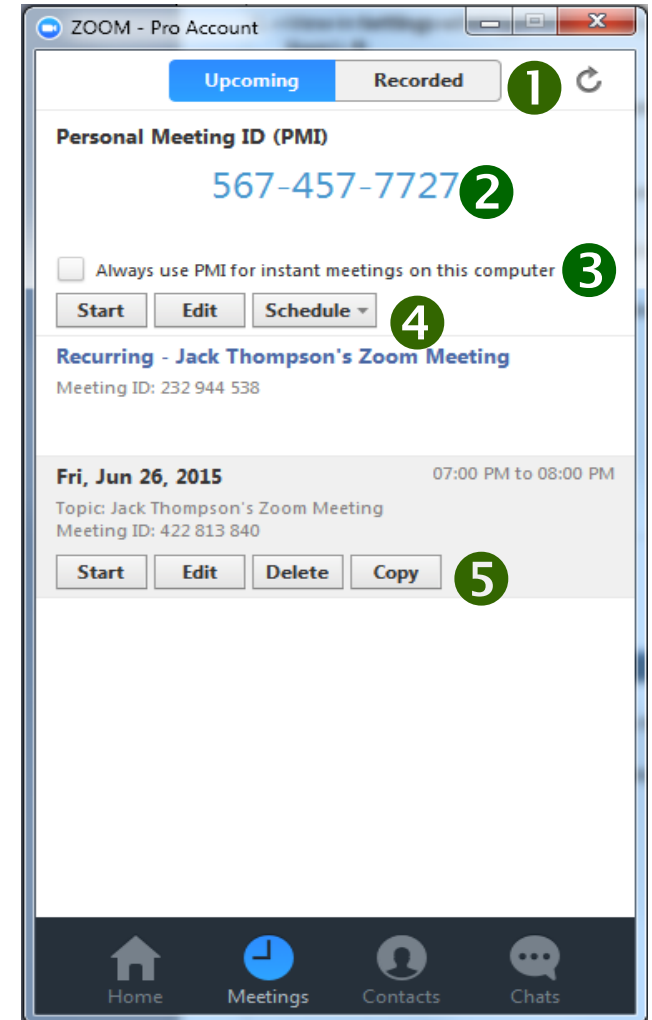 ZOOM - Pro Account
Upcoming Recorded 1
Personal Meeting ID (PMI)
567-457-7727 2
Always use PMI for instant meetings on this computer 3
Start Edit Schedule 4
Recurring - Jack Thompson's Zoom Meeting
Meeting ID: 232 944 538
Fri, Jun 26, 2015 07:00 PM to 08:00 PM
Topic: Jack Thompson's Zoom Meeting
Meeting ID: 422 813 840
Start Edit Delete Copy 5
Home Meetings Contacts Chats